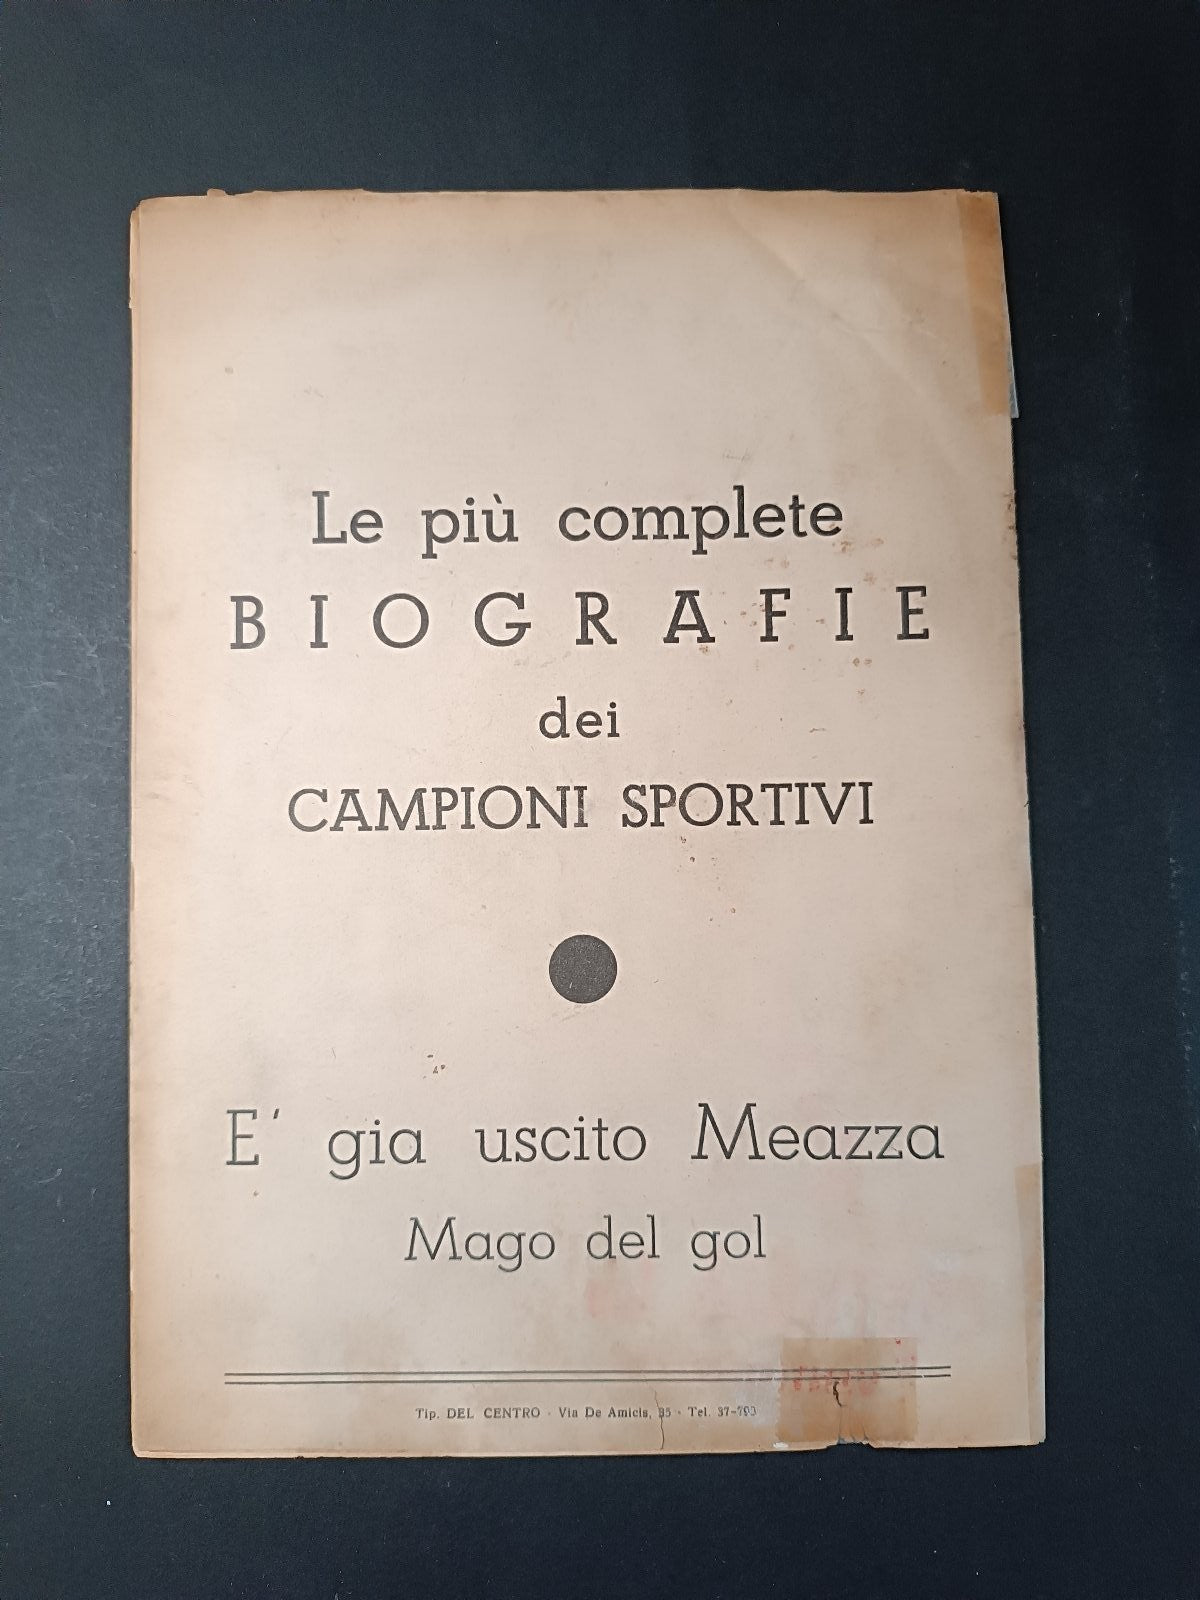 Le più complete
BIOGRAFIE
dei
CAMPIONI SPORTIVI
E' gia uscito Meazza
Mago del gol
Tip. DEL CENTRO - Via De Amicis, 35 - Tel. 37-793